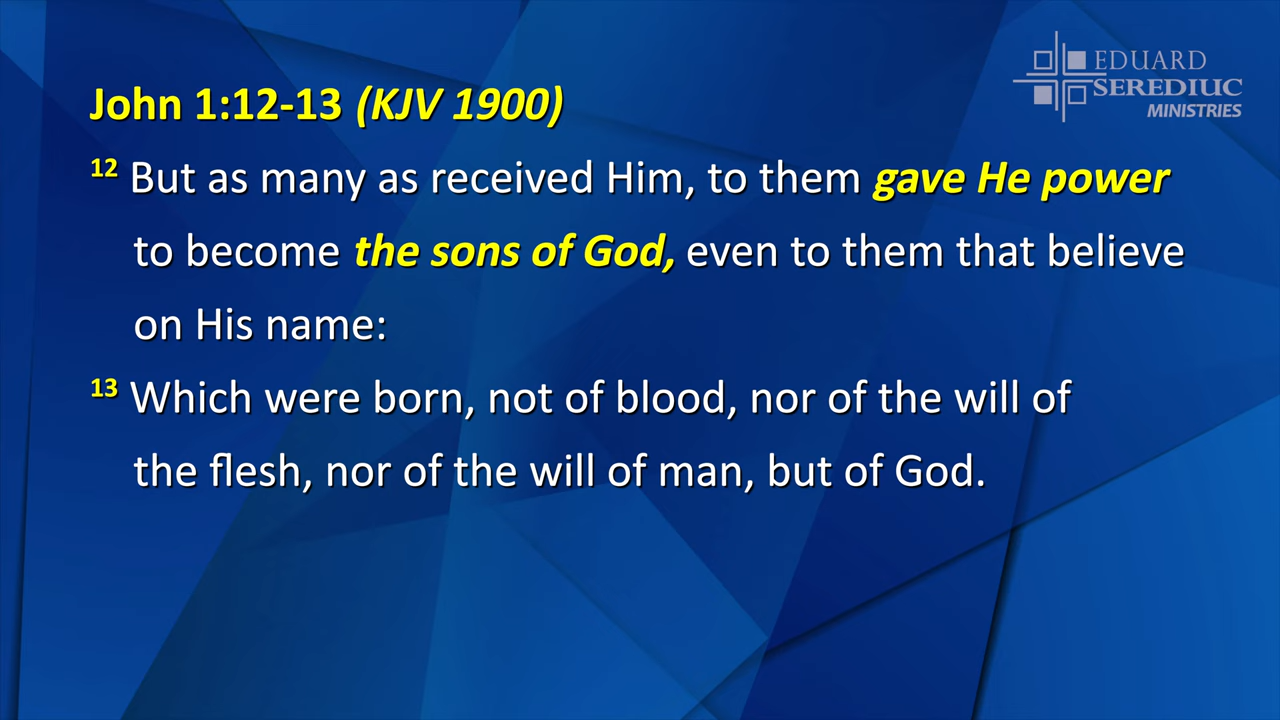 EDUARD
SEREDIUC
MINISTRIES
John 1:12-13 (KJV 1900)
12 But as many as received Him, to them gave He power
to become the sons of God, even to them that believe
on His name:
13 Which were born, not of blood, nor of the will of
the flesh, nor of the will of man, but of God.